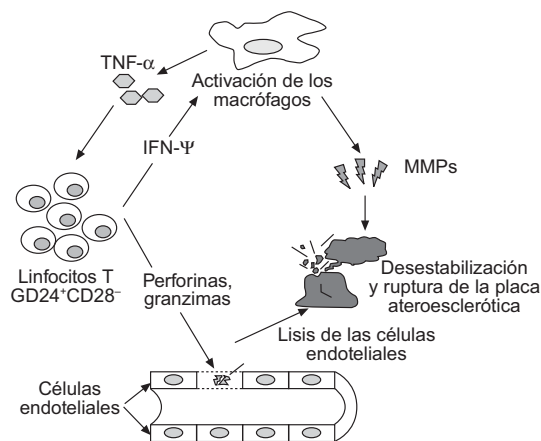 TNF-α
Activación de los
macrófagos
IFN-Ψ
MMPs
Linfocitos T
GD24⁺CD28⁻
Perforinas,
granzimas
Desestabilización
y ruptura de la placa
ateroesclerótica
Lisis de las células
endoteliales
Células
endoteliales